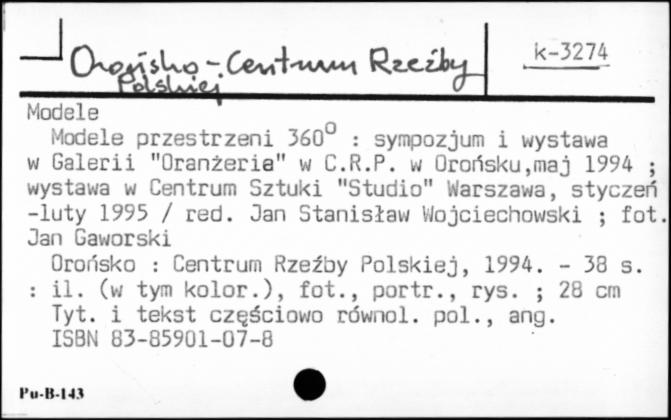 Orońsko - Centrum Rzeźby
Polskiej
k-3274
Modele
Modele przestrzeni 360° : sympozjum i wystawa
w Galerii "Oranżeria" w C.R.P. w Orońsku,maj 1994 ;
wystawa w Centrum Sztuki "Studio" Warszawa, styczeń
-luty 1995 / red. Jan Stanisław Wojciechowski ; fot.
Jan Gaworski
Orońsko : Centrum Rzeźby Polskiej, 1994. - 38 s.
: il. (w tym kolor.), fot., portr., rys. ; 28 cm
Tyt. i tekst częściowo równol. pol., ang.
ISBN 83-85901-07-8
Pu-B-143